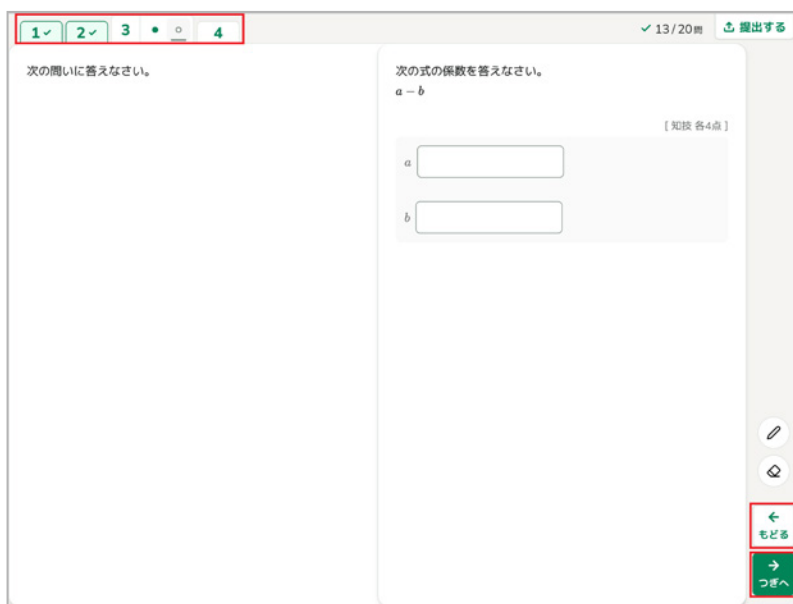 1✓ 2✓ 3 ● ○ 4 ✓ 13/20問 提出する
次の問いに答えなさい。
次の式の係数を答えなさい。
a − b
[ 知技 各4点 ]
a
b
←
もどる
→
つぎへ